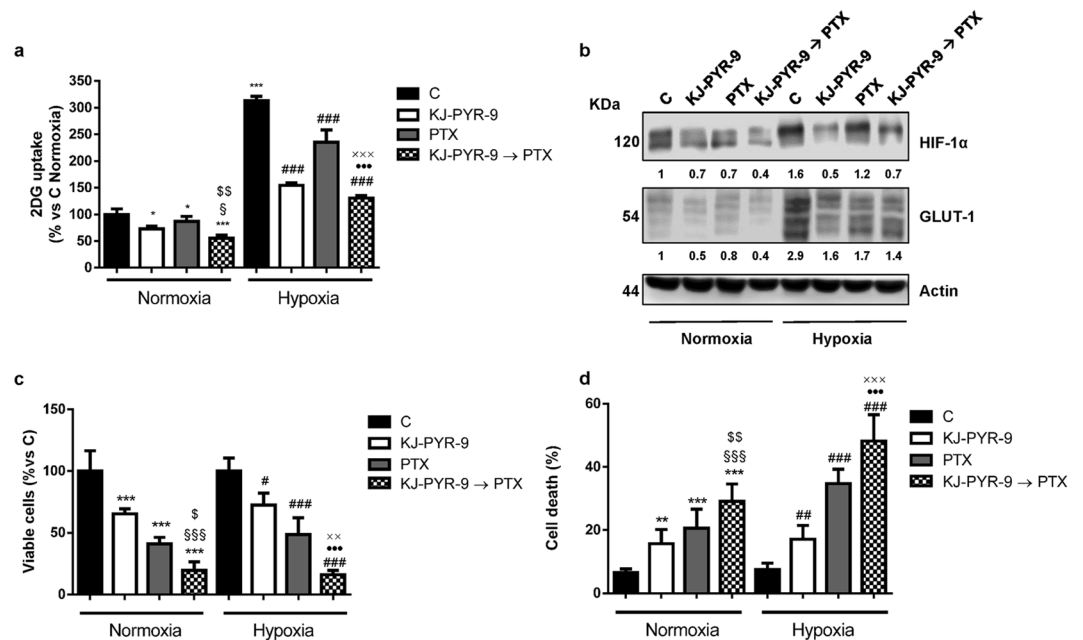 a
2DG uptake
(% vs C Normoxia)
350
300
250
200
150
100
50
0
*
*
$$
§
***
***
###
###
×××
•••
###
Normoxia
Hypoxia
C
KJ-PYR-9
PTX
KJ-PYR-9 → PTX
b
KDa
C
KJ-PYR-9
PTX
KJ-PYR-9 → PTX
C
KJ-PYR-9
PTX
KJ-PYR-9 → PTX
120
HIF-1α
1 0.7 0.7 0.4 1.6 0.5 1.2 0.7
54
GLUT-1
1 0.5 0.8 0.4 2.9 1.6 1.7 1.4
44
Actin
Normoxia
Hypoxia
c
Viable cells (%vs C)
150
100
50
0
***
***
$
§§§
***
#
###
××
•••
###
Normoxia
Hypoxia
C
KJ-PYR-9
PTX
KJ-PYR-9 → PTX
d
Cell death (%)
60
40
20
0
**
***
$$
§§§
***
##
###
×××
•••
###
Normoxia
Hypoxia
C
KJ-PYR-9
PTX
KJ-PYR-9 → PTX